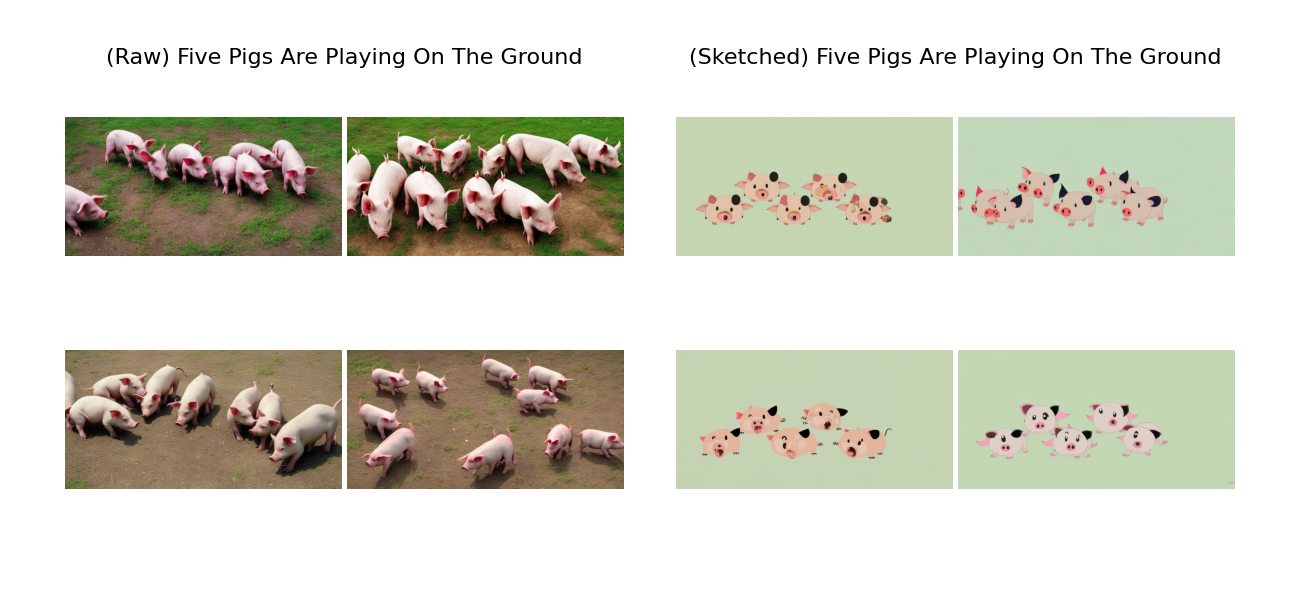 (Raw) Five Pigs Are Playing On The Ground
(Sketched) Five Pigs Are Playing On The Ground